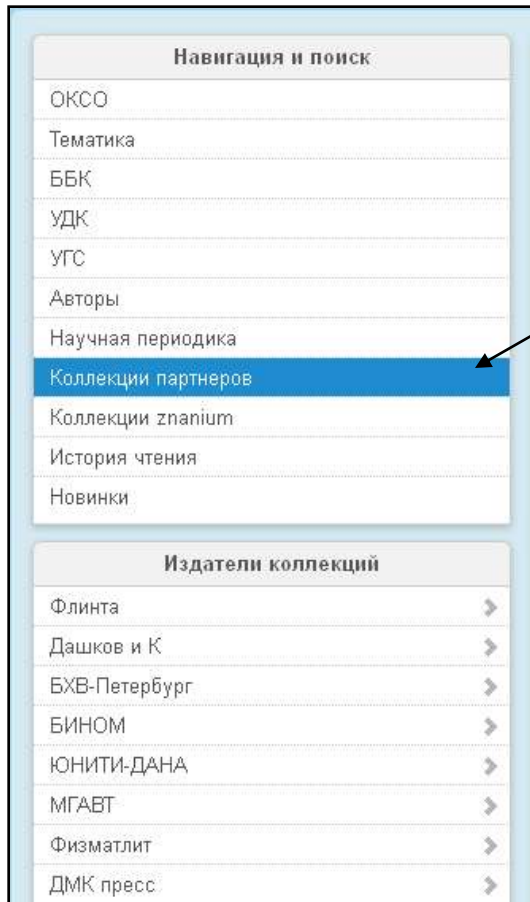 Навигация и поиск
ОКСО
Тематика
ББК
УДК
УГС
Авторы
Научная периодика
Коллекции партнеров
Коллекции znanium
История чтения
Новинки
Издатели коллекций
Флинта
Дашков и К
БХВ-Петербург
БИНОМ
ЮНИТИ-ДАНА
МГАВТ
Физматлит
ДМК пресс